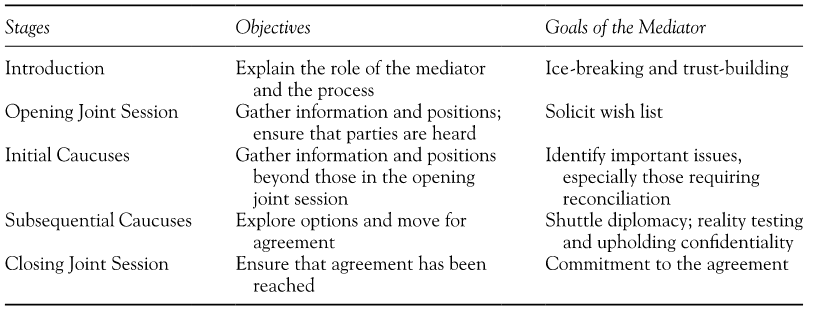 Stages Objectives Goals of the Mediator
Introduction Explain the role of the mediator Ice-breaking and trust-building
and the process
Opening Joint Session Gather information and positions; Solicit wish list
ensure that parties are heard
Initial Caucuses Gather information and positions Identify important issues,
beyond those in the opening especially those requiring
joint session reconciliation
Subsequential Caucuses Explore options and move for Shuttle diplomacy; reality testing
agreement and upholding confidentiality
Closing Joint Session Ensure that agreement has been Commitment to the agreement
reached